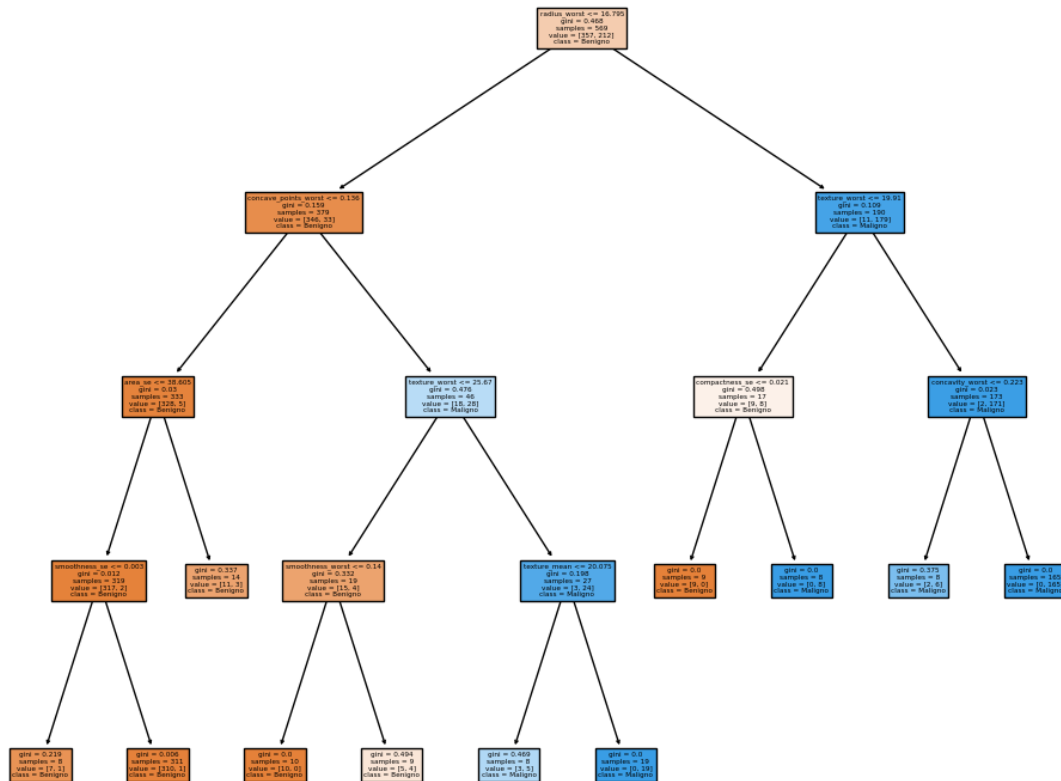 radius_worst <= 16.795
gini = 0.468
samples = 569
value = [357, 212]
class = Benigno
concave_points_worst <= 0.136
gini = 0.159
samples = 379
value = [346, 33]
class = Benigno
texture_worst <= 19.91
gini = 0.109
samples = 190
value = [11, 179]
class = Maligno
area_se <= 38.605
gini = 0.03
samples = 333
value = [328, 5]
class = Benigno
texture_worst <= 25.67
gini = 0.476
samples = 46
value = [18, 28]
class = Maligno
compactness_se <= 0.021
gini = 0.498
samples = 17
value = [9, 8]
class = Benigno
concavity_worst <= 0.223
gini = 0.023
samples = 173
value = [2, 171]
class = Maligno
smoothness_se <= 0.003
gini = 0.012
samples = 319
value = [317, 2]
class = Benigno
gini = 0.337
samples = 14
value = [11, 3]
class = Benigno
smoothness_worst <= 0.14
gini = 0.332
samples = 19
value = [15, 4]
class = Benigno
texture_mean <= 20.075
gini = 0.198
samples = 27
value = [3, 24]
class = Maligno
gini = 0.0
samples = 9
value = [9, 0]
class = Benigno
gini = 0.0
samples = 8
value = [0, 8]
class = Maligno
gini = 0.375
samples = 8
value = [2, 6]
class = Maligno
gini = 0.0
samples = 165
value = [0, 165]
class = Maligno
gini = 0.219
samples = 8
value = [7, 1]
class = Benigno
gini = 0.006
samples = 311
value = [310, 1]
class = Benigno
gini = 0.0
samples = 10
value = [10, 0]
class = Benigno
gini = 0.494
samples = 9
value = [5, 4]
class = Benigno
gini = 0.469
samples = 8
value = [3, 5]
class = Maligno
gini = 0.0
samples = 19
value = [0, 19]
class = Maligno